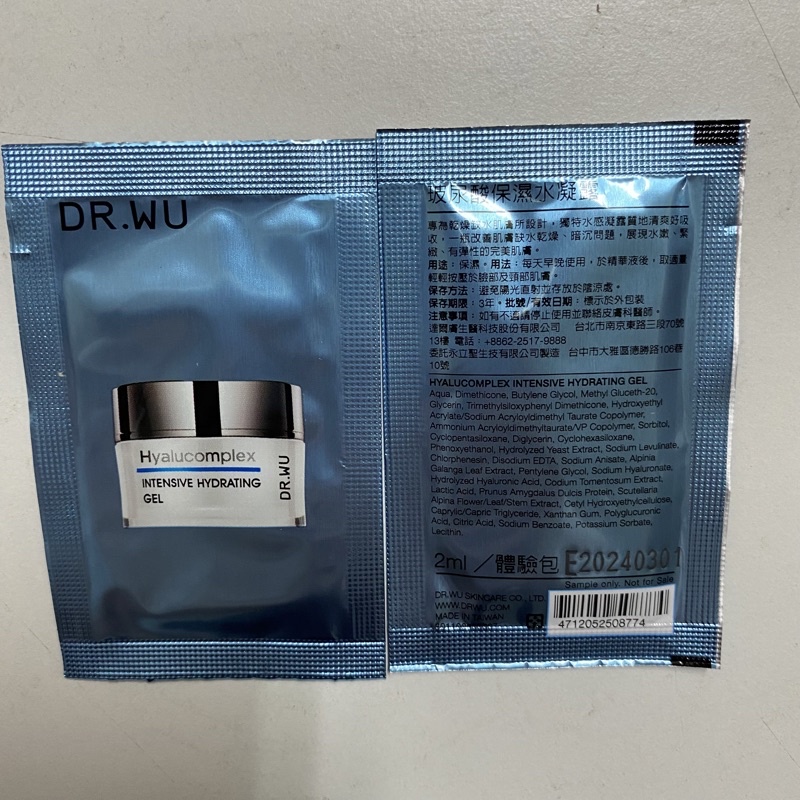 DR.WU
Hyalucomplex
INTENSIVE HYDRATING
GEL
DR.WU
玻尿酸保濕水凝露
專為乾燥缺水肌膚所設計，獨特水感凝露質地清爽好吸
收，一瓶改善肌膚缺水乾燥、暗沉問題，展現水嫩、緊
緻、有彈性的完美肌膚。
用途：保濕。用法：每天早晚使用，於精華液後，取適量
輕輕按壓於臉部及頸部肌膚。
保存方法：避免陽光直射並存放於陰涼處。
保存期限：3年。批號/有效日期：標示於外包裝
注意事項：如有不適請停止使用並聯絡皮膚科醫師。
達爾膚生醫科技股份有限公司 台北市南京東路三段70號
13樓 電話：+8862-2517-9888
委託永立聖生技有限公司製造 台中市大雅區德勝路106巷
10號
HYALUCOMPLEX INTENSIVE HYDRATING GEL
Aqua, Dimethicone, Butylene Glycol, Methyl Gluceth-20,
Glycerin, Trimethylsiloxyphenyl Dimethicone, Hydroxyethyl
Acrylate/Sodium Acryloyldimethyl Taurate Copolymer,
Ammonium Acryloyldimethyltaurate/VP Copolymer, Sorbitol,
Cyclopentasiloxane, Diglycerin, Cyclohexasiloxane,
Phenoxyethanol, Hydrolyzed Yeast Extract, Sodium Levulinate,
Chlorphenesin, Disodium EDTA, Sodium Anisate, Alpinia
Galanga Leaf Extract, Pentylene Glycol, Sodium Hyaluronate,
Hydrolyzed Hyaluronic Acid, Codium Tomentosum Extract,
Lactic Acid, Prunus Amygdalus Dulcis Protein, Scutellaria
Alpina Flower/Leaf/Stem Extract, Cetyl Hydroxyethylcellulose,
Caprylic/Capric Triglyceride, Xanthan Gum, Polyglucuronic
Acid, Citric Acid, Sodium Benzoate, Potassium Sorbate,
Lecithin.
2ml／體驗包 E20240301
Sample only. Not for Sale
DR.WU SKINCARE CO., LTD.
WWW.DRWU.COM
MADE IN TAIWAN
4712052508774